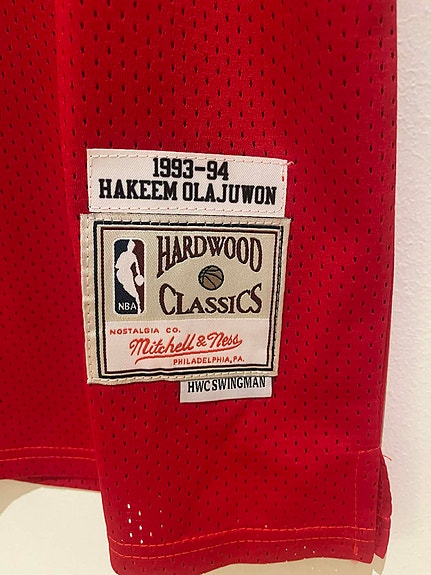 1993-94
HAKEEM OLAJUWON
HARDWOOD
CLASSICS
NBA
NOSTALGIA CO.
Mitchell & Ness
PHILADELPHIA, PA.
HWC SWINGMAN